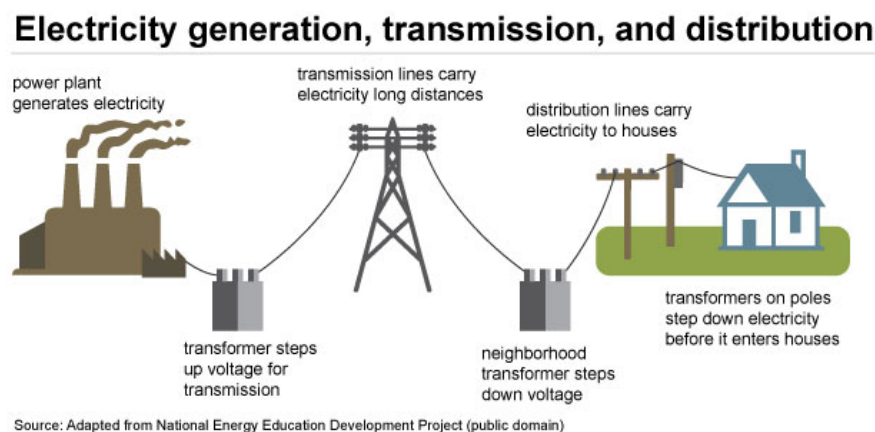 Electricity generation, transmission, and distribution
power plant
generates electricity
transmission lines carry
electricity long distances
distribution lines carry
electricity to houses
transformer steps
up voltage for
transmission
neighborhood
transformer steps
down voltage
transformers on poles
step down electricity
before it enters houses
Source: Adapted from National Energy Education Development Project (public domain)